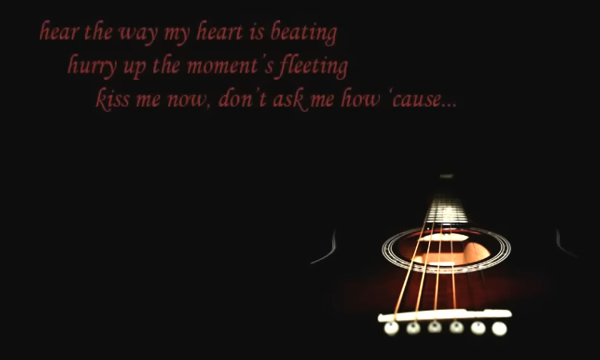 hear the way my heart is beating
hurry up the moment's fleeting
kiss me now, don't ask me how 'cause...